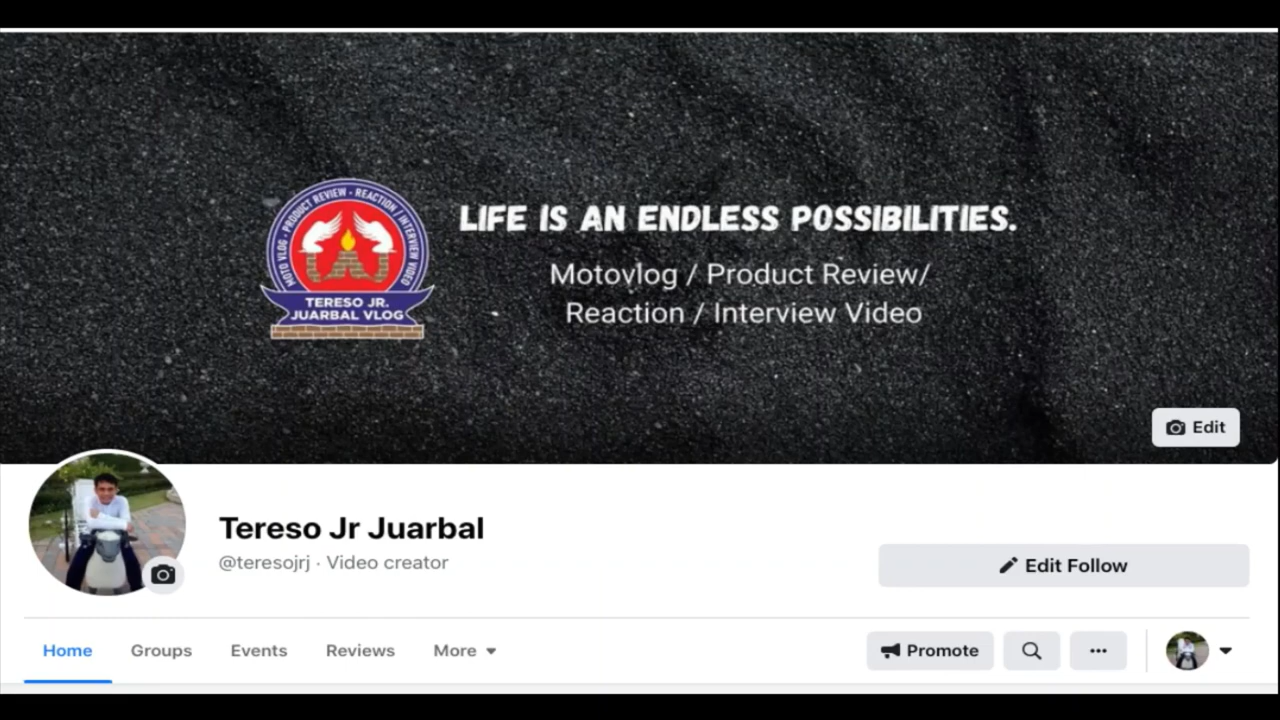 MOTO VLOG · PRODUCT REVIEW · REACTION / INTERVIEW VIDEO
TERESO JR.
JUARBAL VLOG
LIFE IS AN ENDLESS POSSIBILITIES.
Motovlog / Product Review/
Reaction / Interview Video
Edit
Tereso Jr Juarbal
@teresojrj · Video creator
Edit Follow
Home Groups Events Reviews More
Promote